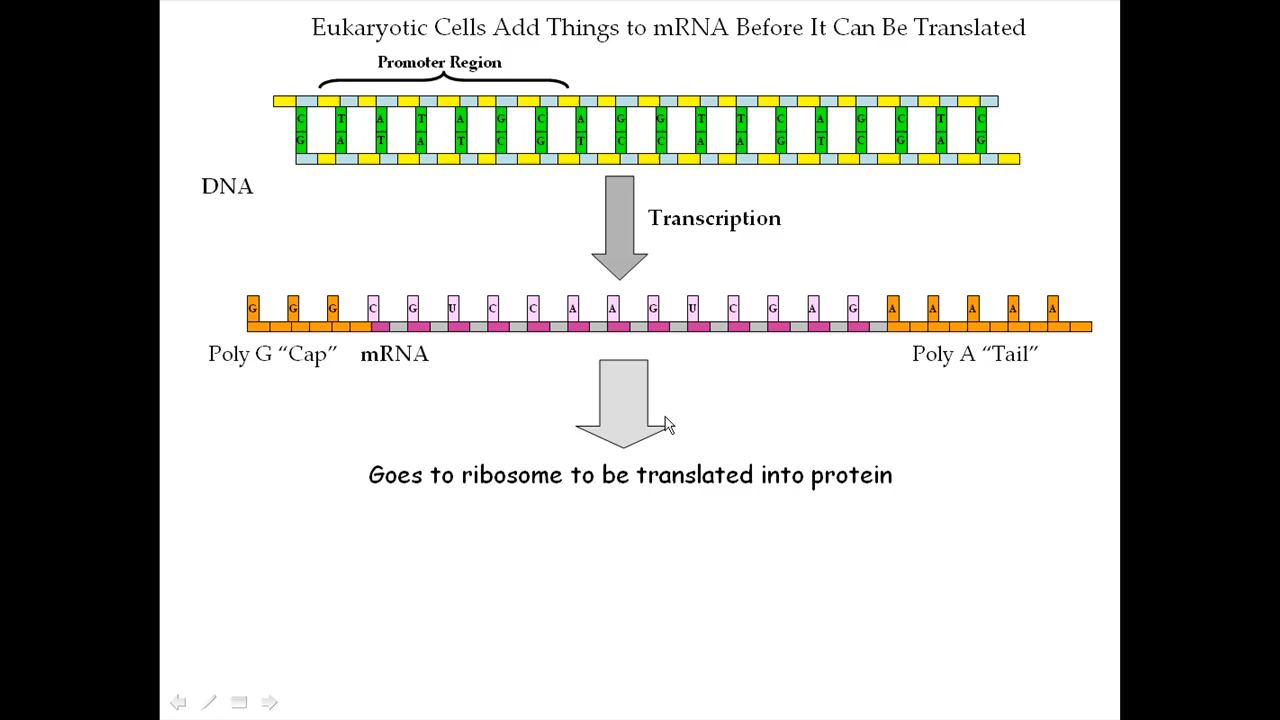 Eukaryotic Cells Add Things to mRNA Before It Can Be Translated
Promoter Region
C T A T A G C A G G T T C A G C T C
G A T A T C G T C C A A G T C G A G
DNA
Transcription
G G G C G U C C A A G U C G A G A A A A A
Poly G “Cap” mRNA Poly A “Tail”
Goes to ribosome to be translated into protein